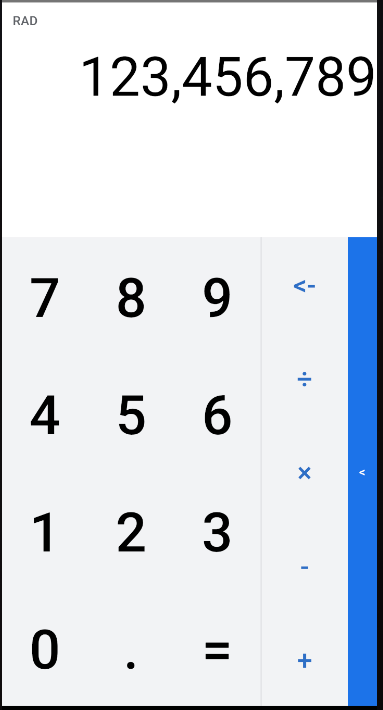 RAD
123,456,789
7 8 9 <-
÷
4 5 6
×
1 2 3
-
0 . =
+
<